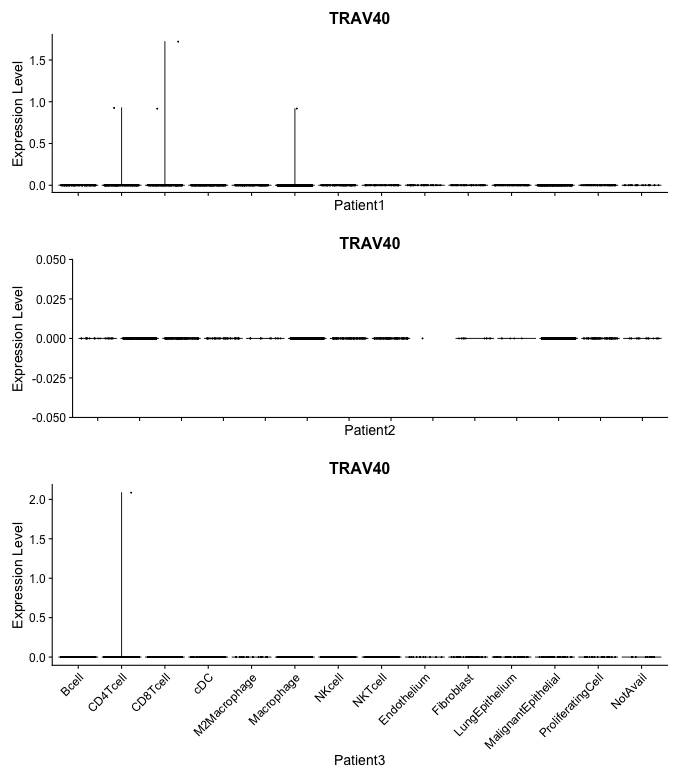 TRAV40
Expression Level
1.5
1.0
0.5
0.0
Patient1
TRAV40
Expression Level
0.050
0.025
0.000
-0.025
-0.050
Patient2
TRAV40
Expression Level
2.0
1.5
1.0
0.5
0.0
Bcell
CD4Tcell
CD8Tcell
cDC
M2Macrophage
Macrophage
NKcell
NKTcell
Endothelium
Fibroblast
LungEpithelium
MalignantEpithelial
ProliferatingCell
NotAvail
Patient3